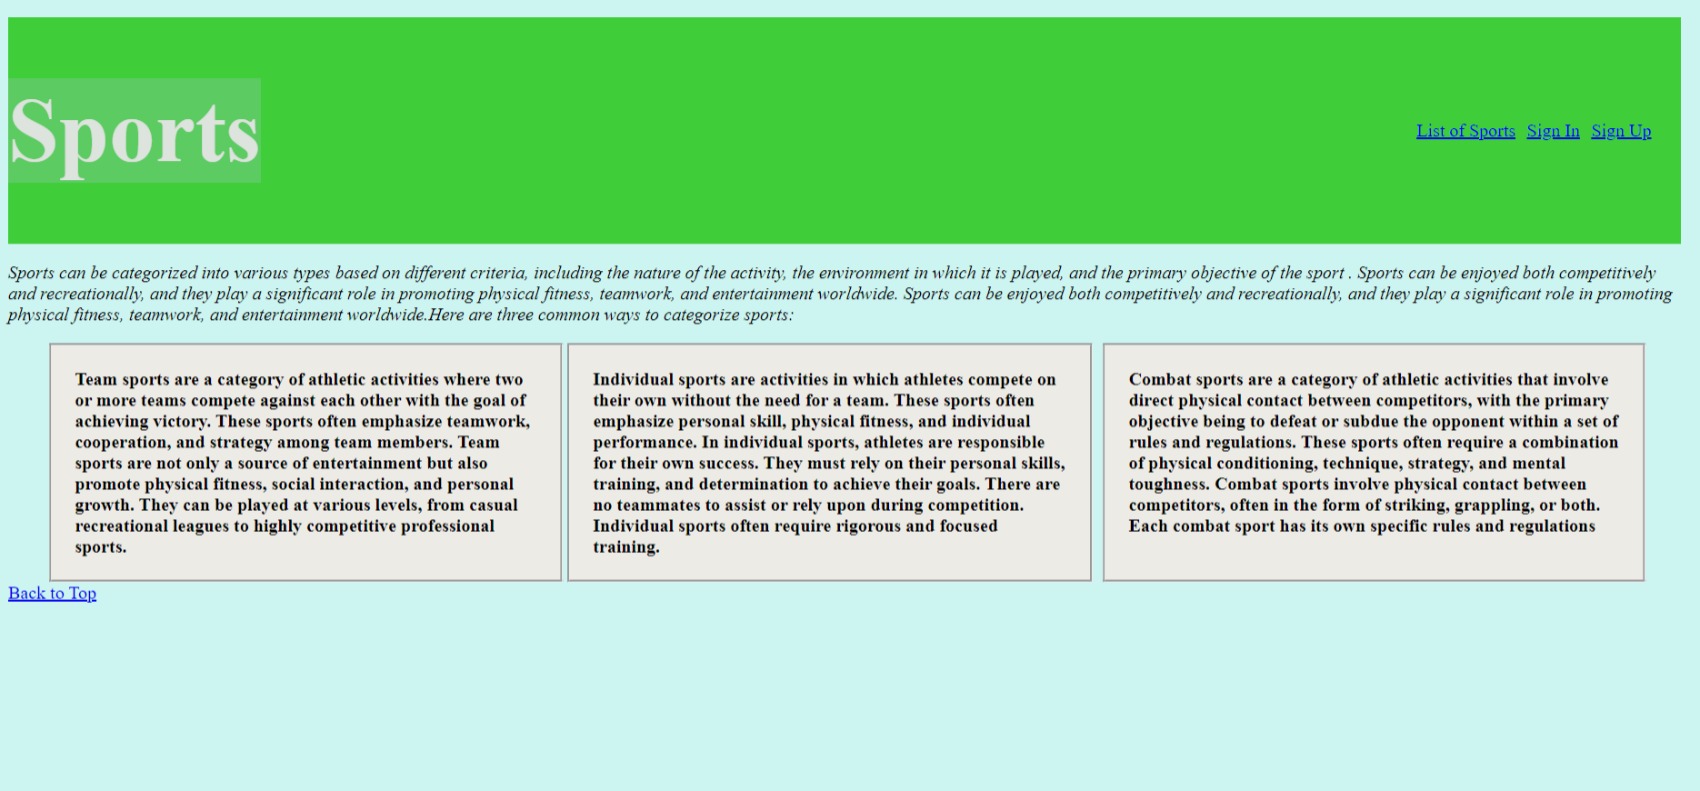 Sports
List of Sports Sign In Sign Up
Sports can be categorized into various types based on different criteria, including the nature of the activity, the environment in which it is played, and the primary objective of the sport . Sports can be enjoyed both competitively
and recreationally, and they play a significant role in promoting physical fitness, teamwork, and entertainment worldwide. Sports can be enjoyed both competitively and recreationally, and they play a significant role in promoting
physical fitness, teamwork, and entertainment worldwide.Here are three common ways to categorize sports:
Team sports are a category of athletic activities where two
or more teams compete against each other with the goal of
achieving victory. These sports often emphasize teamwork,
cooperation, and strategy among team members. Team
sports are not only a source of entertainment but also
promote physical fitness, social interaction, and personal
growth. They can be played at various levels, from casual
recreational leagues to highly competitive professional
sports.
Individual sports are activities in which athletes compete on
their own without the need for a team. These sports often
emphasize personal skill, physical fitness, and individual
performance. In individual sports, athletes are responsible
for their own success. They must rely on their personal skills,
training, and determination to achieve their goals. There are
no teammates to assist or rely upon during competition.
Individual sports often require rigorous and focused
training.
Combat sports are a category of athletic activities that involve
direct physical contact between competitors, with the primary
objective being to defeat or subdue the opponent within a set of
rules and regulations. These sports often require a combination
of physical conditioning, technique, strategy, and mental
toughness. Combat sports involve physical contact between
competitors, often in the form of striking, grappling, or both.
Each combat sport has its own specific rules and regulations
Back to Top